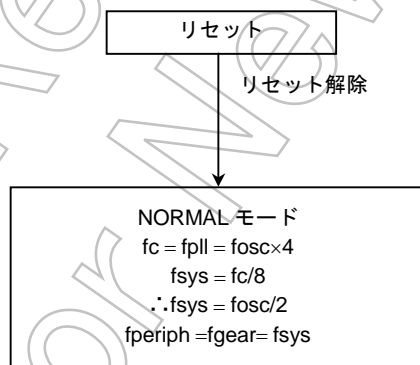 リセット
リセット解除
NORMAL モード
fc = fpll = fosc×4
fsys = fc/8
∴fsys = fosc/2
fperiph =fgear= fsys